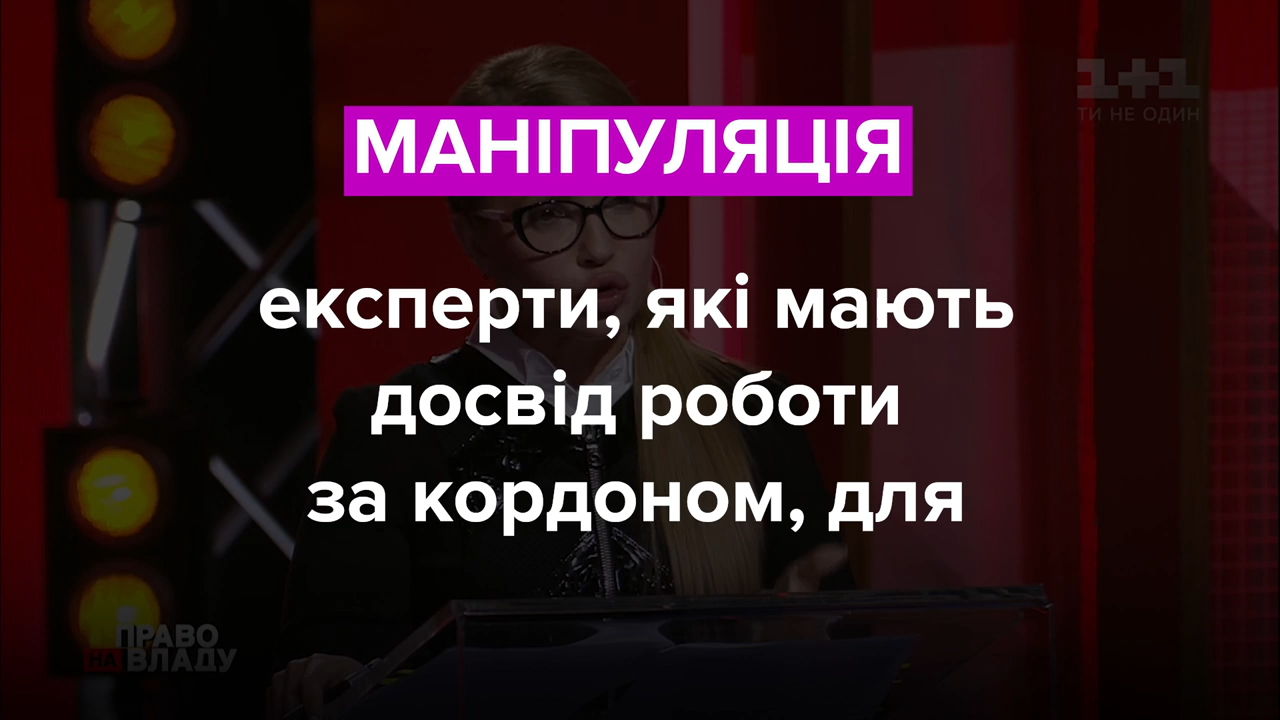 1+1
ТИ НЕ ОДИН
МАНІПУЛЯЦІЯ
експерти, які мають
досвід роботи
за кордоном, для
ПРАВО
НА ВЛАДУ